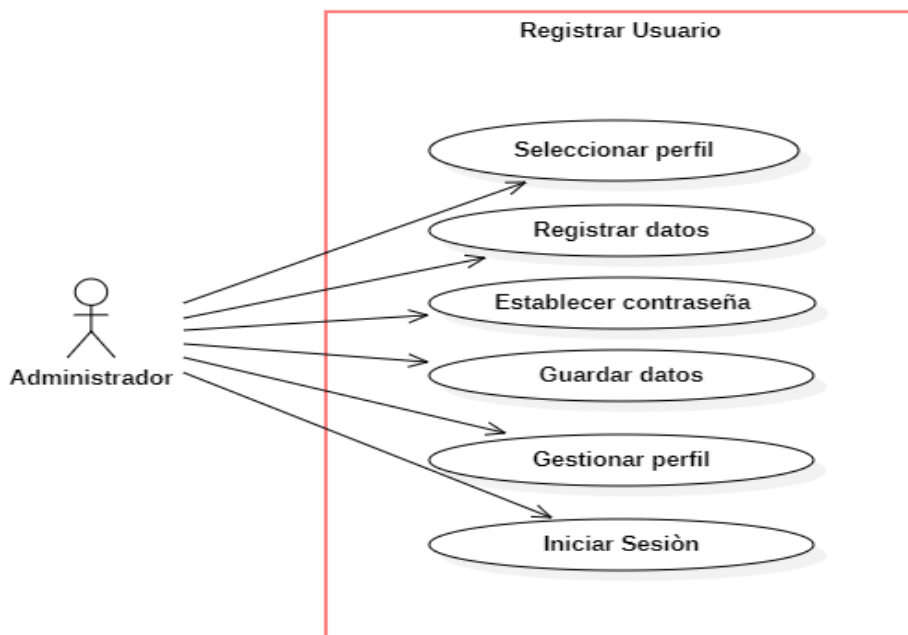 Registrar Usuario
Seleccionar perfil
Registrar datos
Establecer contraseña
Guardar datos
Gestionar perfil
Iniciar Sesiòn
Administrador